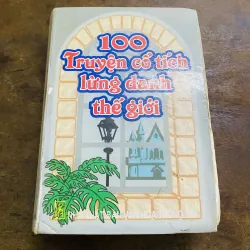 100
Truyện cổ tích
lừng danh
thế giới